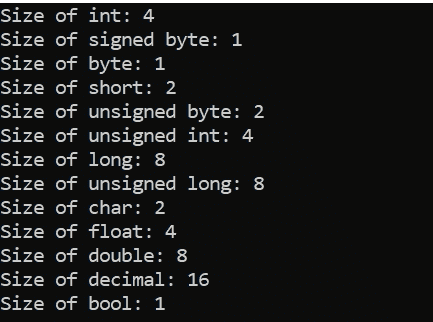 Size of int: 4
Size of signed byte: 1
Size of byte: 1
Size of short: 2
Size of unsigned byte: 2
Size of unsigned int: 4
Size of long: 8
Size of unsigned long: 8
Size of char: 2
Size of float: 4
Size of double: 8
Size of decimal: 16
Size of bool: 1